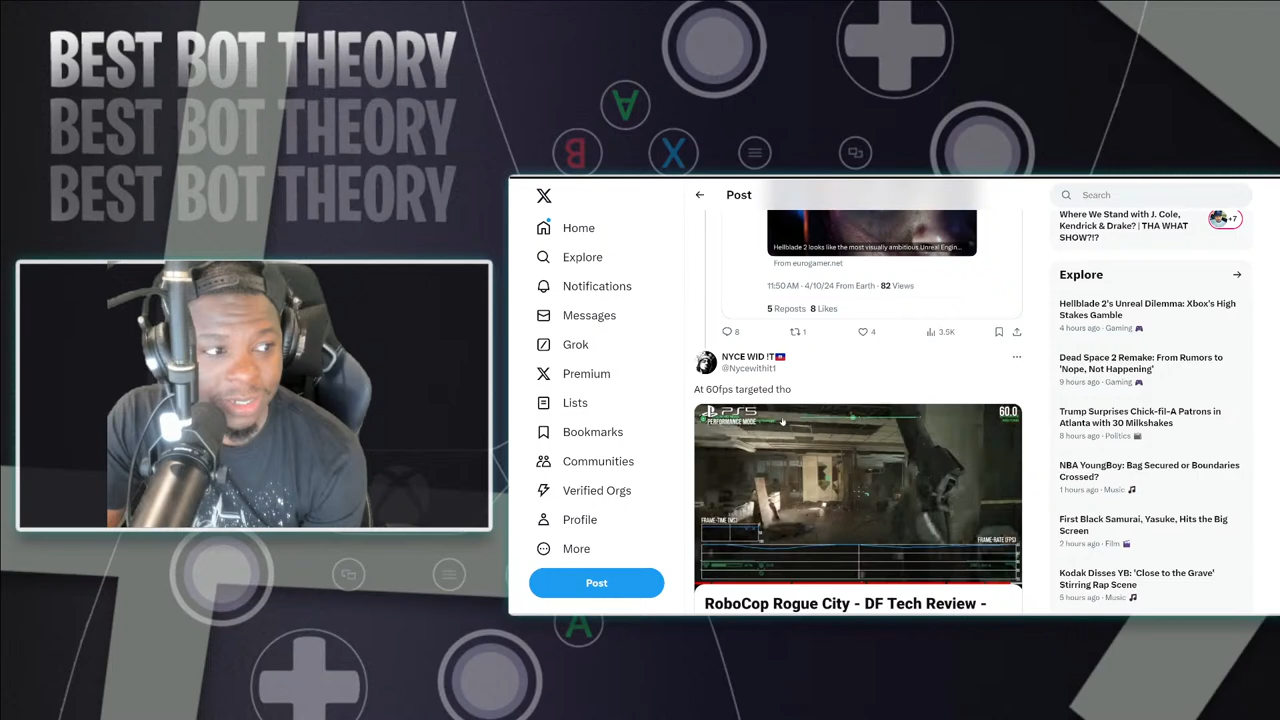 BEST BOT THEORY
BEST BOT THEORY
BEST BOT THEORY
A
B
X
A
X
Home
Explore
Notifications
Messages
Grok
Premium
Lists
Bookmarks
Communities
Verified Orgs
Profile
More
Post
Post
Hellblade 2 looks like the most visually ambitious Unreal Engin...
From eurogamer.net
11:50 AM · 4/10/24 From Earth · 82 Views
5 Reposts 8 Likes
8 1 4 3.5K
NYCE WID !T🇭🇹
@Nycewithit1
At 60fps targeted tho
PS5
PERFORMANCE MODE
60.0
FRAME-TIME (MS)
FRAME-RATE (FPS)
RoboCop Rogue City - DF Tech Review -
Search
Where We Stand with J. Cole,
Kendrick & Drake? | THA WHAT
SHOW?!?
+7
Explore
Hellblade 2's Unreal Dilemma: Xbox's High
Stakes Gamble
4 hours ago · Gaming 🎮
Dead Space 2 Remake: From Rumors to
'Nope, Not Happening'
9 hours ago · Gaming 🎮
Trump Surprises Chick-fil-A Patrons in
Atlanta with 30 Milkshakes
8 hours ago · Politics
NBA YoungBoy: Bag Secured or Boundaries
Crossed?
1 hours ago · Music 🎵
First Black Samurai, Yasuke, Hits the Big
Screen
2 hours ago · Film 🎬
Kodak Disses YB: 'Close to the Grave'
Stirring Rap Scene
5 hours ago · Music 🎵